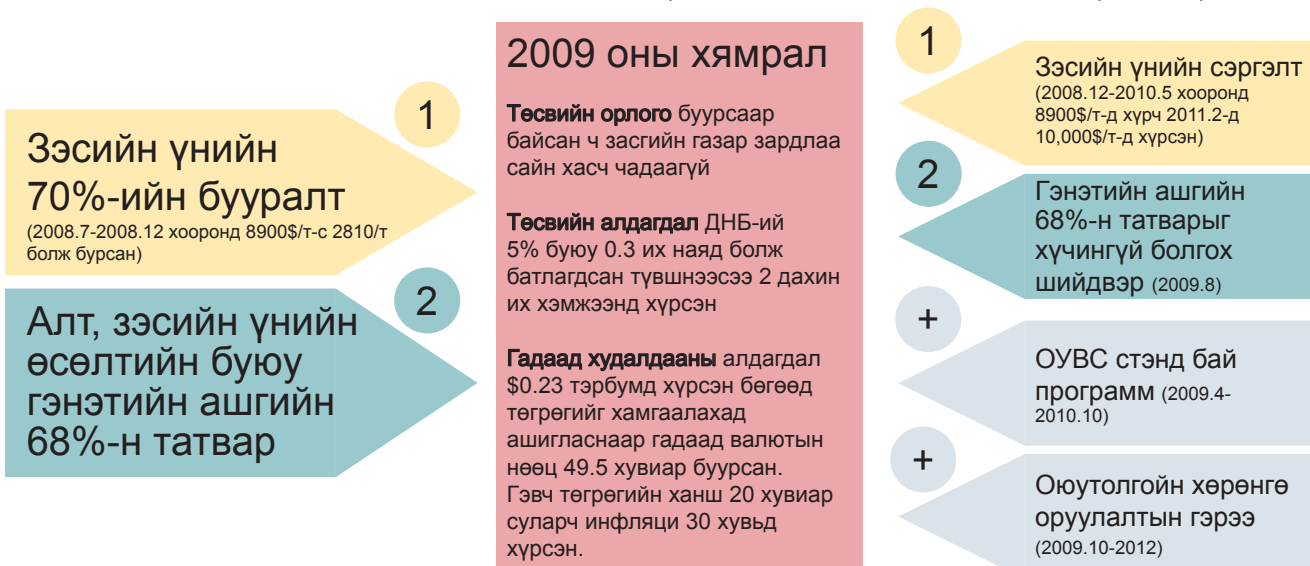 1
Зэсийн үнийн
70%-ийн бууралт
(2008.7-2008.12 хооронд 8900$/т-с 2810/т
болж бурсан)
2
Алт, зэсийн үнийн
өсөлтийн буюу
гэнэтийн ашгийн
68%-н татвар
2009 оны хямрал
Төсвийн орлого буурсаар
байсан ч засгийн газар зардлаа
сайн хасч чадаагүй
Төсвийн алдагдал ДНБ-ий
5% буюу 0.3 их наяд болж
батлагдсан түвшнээсээ 2 дахин
их хэмжээнд хүрсэн
Гадаад худалдааны алдагдал
$0.23 тэрбумд хүрсэн бөгөөд
төгрөгийг хамгаалахад
ашигласнаар гадаад валютын
нөөц 49.5 хувиар буурсан.
Гэвч төгрөгийн ханш 20 хувиар
суларч инфляци 30 хувьд
хүрсэн.
1
Зэсийн үнийн сэргэлт
(2008.12-2010.5 хооронд
8900$/т-д хүрч 2011.2-д
10,000$/т-д хүрсэн)
2
Гэнэтийн ашгийн
68%-н татварыг
хүчингүй болгох
шийдвэр (2009.8)
+
ОУВС стэнд бай
программ (2009.4-
2010.10)
+
Оюутолгойн хөрөнгө
оруулалтын гэрээ
(2009.10-2012)